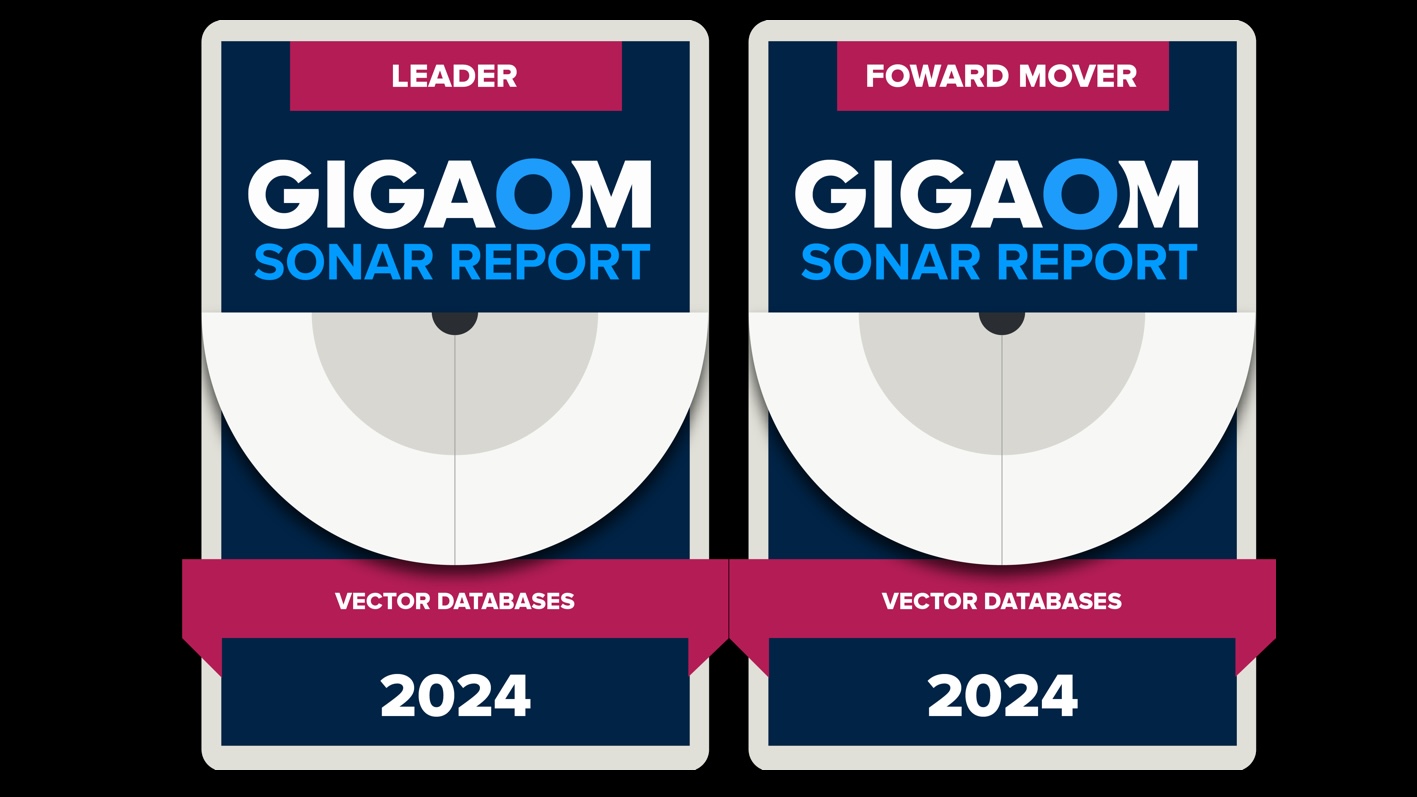 LEADER
GIGAOM
SONAR REPORT
VECTOR DATABASES
2024
FOWARD MOVER
GIGAOM
SONAR REPORT
VECTOR DATABASES
2024